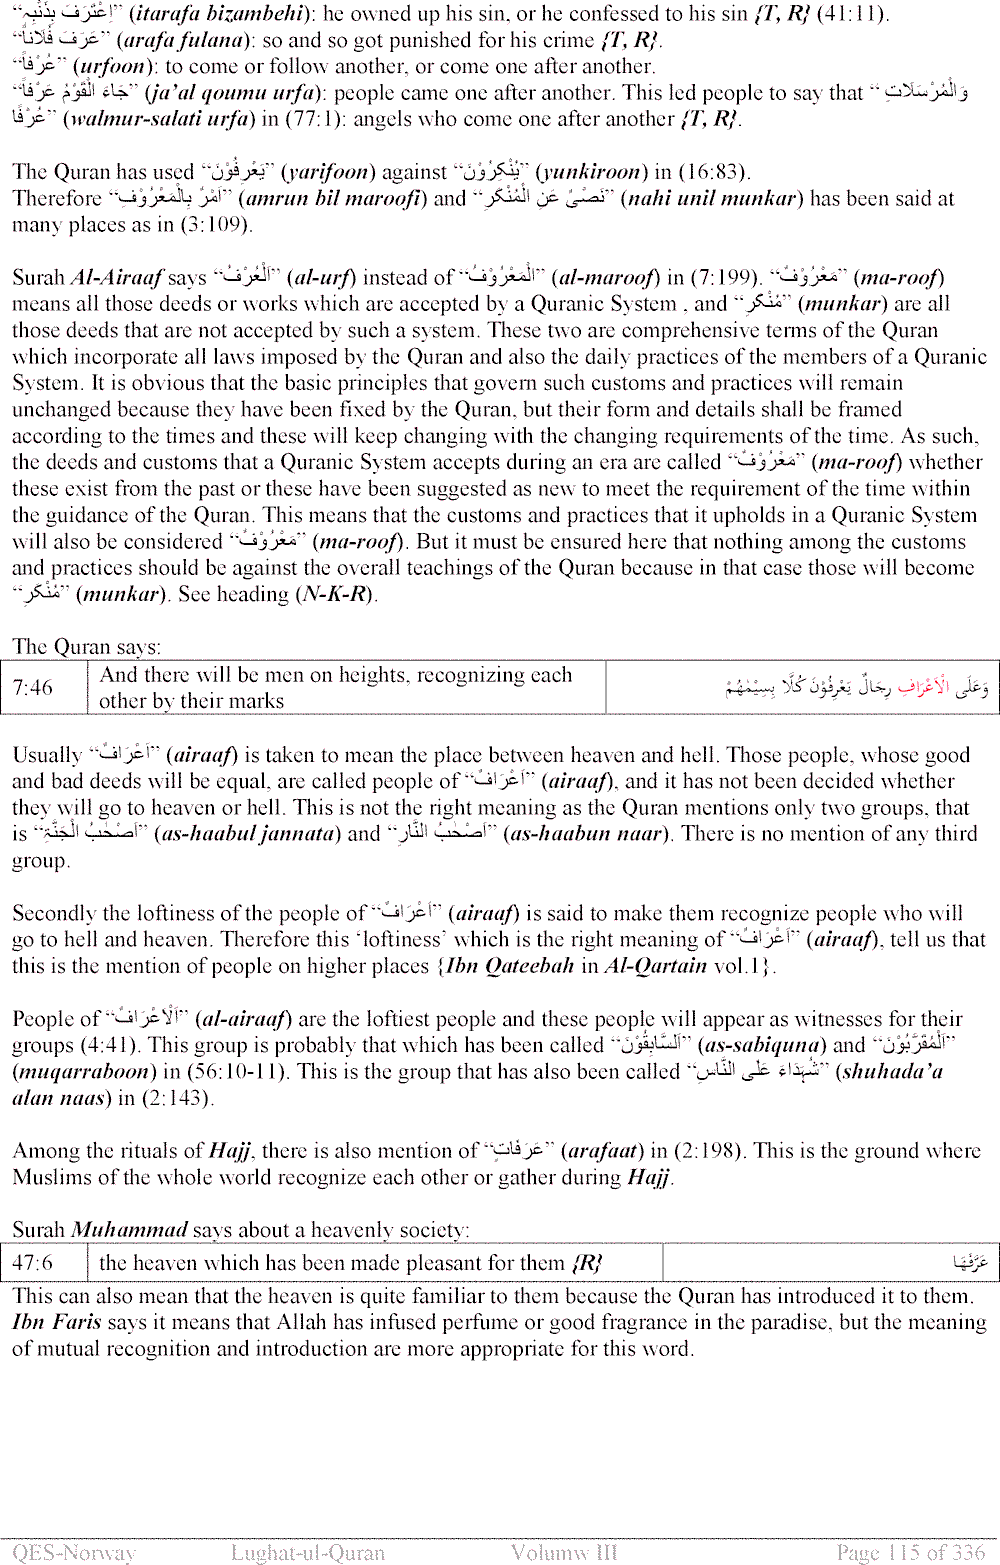 “اِعْتَرَفَ بِذَنْبِہٖ” (itarafa bizambehi): he owned up his sin, or he confessed to his sin {T, R} (41:11).
“عَرَفَ فُلَاناً” (arafa fulana): so and so got punished for his crime {T, R}.
“عُرْفاً” (urfoon): to come or follow another, or come one after another.
“جَاءَ الْقَوْمُ عَرْفاً” (ja’al qoumu urfa): people came one after another. This led people to say that “وَالْمُرْسَلَاتِ
عُرْفًا” (walmur-salati urfa) in (77:1): angels who come one after another {T, R}.
The Quran has used “يَعْرِفُوْنَ” (yarifoon) against “يُنْكِرُوْنَ” (yunkiroon) in (16:83).
Therefore “اَمْرٌ بِالْمَعْرُوْفِ” (amrun bil maroofi) and “نَھْیٌ عَنِ الْمُنْكَرِ” (nahi unil munkar) has been said at
many places as in (3:109).
Surah Al-Airaaf says “اَلْعُرْفُ” (al-urf) instead of “الْمَعْرُوْفُ” (al-maroof) in (7:199). “مَعْرُوْفٌ” (ma-roof)
means all those deeds or works which are accepted by a Quranic System , and “مُنْكَرٌ” (munkar) are all
those deeds that are not accepted by such a system. These two are comprehensive terms of the Quran
which incorporate all laws imposed by the Quran and also the daily practices of the members of a Quranic
System. It is obvious that the basic principles that govern such customs and practices will remain
unchanged because they have been fixed by the Quran, but their form and details shall be framed
according to the times and these will keep changing with the changing requirements of the time. As such,
the deeds and customs that a Quranic System accepts during an era are called “مَعْرُوْفٌ” (ma-roof) whether
these exist from the past or these have been suggested as new to meet the requirement of the time within
the guidance of the Quran. This means that the customs and practices that it upholds in a Quranic System
will also be considered “مَعْرُوْفٌ” (ma-roof). But it must be ensured here that nothing among the customs
and practices should be against the overall teachings of the Quran because in that case those will become
“مُنْكَرٌ” (munkar). See heading (N-K-R).
The Quran says:
7:46 And there will be men on heights, recognizing each
other by their marks وَعَلَى الْاَعْرَافِ رِجَالٌ يَعْرِفُوْنَ كُلًّا بِسِيْمٰهُمْ
Usually “اَعْرَافٌ” (airaaf) is taken to mean the place between heaven and hell. Those people, whose good
and bad deeds will be equal, are called people of “اَعْرَافٌ” (airaaf), and it has not been decided whether
they will go to heaven or hell. This is not the right meaning as the Quran mentions only two groups, that
is “اَصْحٰبُ الْجَنَّۃِ” (as-haabul jannata) and “اَصْحٰبُ النَّارِ” (as-haabun naar). There is no mention of any third
group.
Secondly the loftiness of the people of “اَعْرَافٌ” (airaaf) is said to make them recognize people who will
go to hell and heaven. Therefore this ‘loftiness’ which is the right meaning of “اَعْرَافٌ” (airaaf), tell us that
this is the mention of people on higher places {Ibn Qateebah in Al-Qartain vol.1}.
People of “اَلْاَعْرَافُ” (al-airaaf) are the loftiest people and these people will appear as witnesses for their
groups (4:41). This group is probably that which has been called “اَلسَّابِقُوْنَ” (as-sabiquna) and “اَلْمُقَرَّبُوْنَ”
(muqarraboon) in (56:10-11). This is the group that has also been called “شُہَدَاءَ عَلَی النَّاسِ” (shuhada’a
alan naas) in (2:143).
Among the rituals of Hajj, there is also mention of “عَرَفَاتٍ” (arafaat) in (2:198). This is the ground where
Muslims of the whole world recognize each other or gather during Hajj.
Surah Muhammad says about a heavenly society:
47:6 the heaven which has been made pleasant for them {R} عَرَّفَهَا
This can also mean that the heaven is quite familiar to them because the Quran has introduced it to them.
Ibn Faris says it means that Allah has infused perfume or good fragrance in the paradise, but the meaning
of mutual recognition and introduction are more appropriate for this word.
QES-Norway Lughat-ul-Quran Volumw III Page 115 of 336